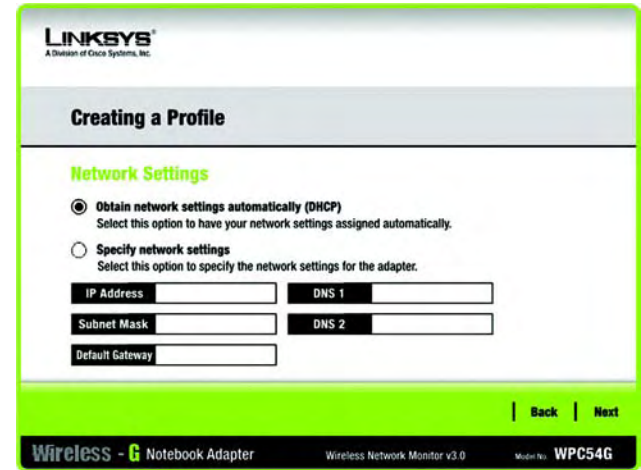 LINKSYS®
A Division of Cisco Systems, Inc.
Creating a Profile
Network Settings
Obtain network settings automatically (DHCP)
Select this option to have your network settings assigned automatically.
Specify network settings
Select this option to specify the network settings for the adapter.
IP Address DNS 1
Subnet Mask DNS 2
Default Gateway
Back Next
Wireless - G Notebook Adapter Wireless Network Monitor v3.0 Model No. WPC54G